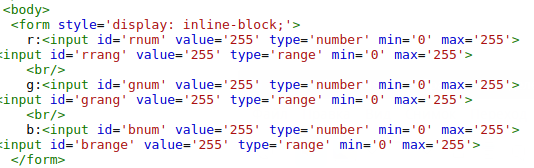 <body>
<form style='display: inline-block;'>
r:<input id='rnum' value='255' type='number' min='0' max='255'>
<input id='rrang' value='255' type='range' min='0' max='255'>
<br/>
g:<input id='gnum' value='255' type='number' min='0' max='255'>
<input id='grang' value='255' type='range' min='0' max='255'>
<br/>
b:<input id='bnum' value='255' type='number' min='0' max='255'>
<input id='brange' value='255' type='range' min='0' max='255'>
</form>